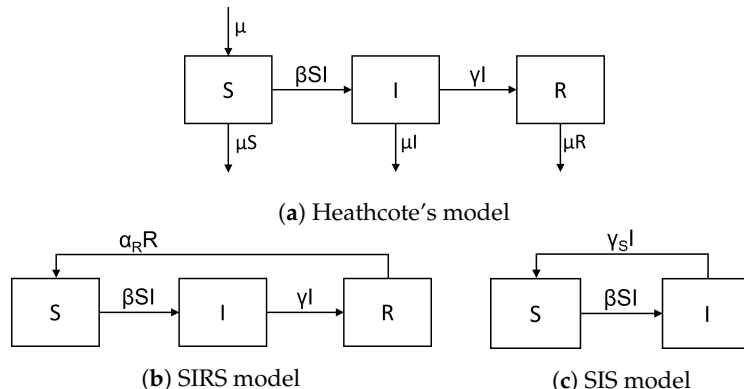 μ
S βSI I γI R
μS μI μR
(a) Heathcote's model
α_R R γ_S I
S βSI I γI R S βSI I
(b) SIRS model (c) SIS model